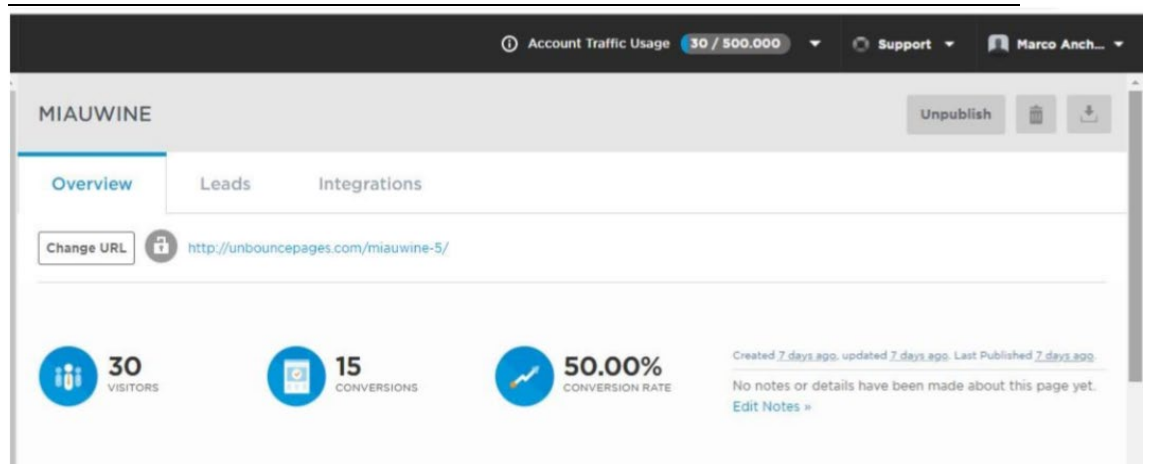 Account Traffic Usage 30 / 500.000 Support Marco Anch...
MIAUWINE Unpublish
Overview Leads Integrations
Change URL http://unbouncepages.com/miauwine-5/
30 VISITORS
15 CONVERSIONS
50.00% CONVERSION RATE
Created 7 days ago, updated 7 days ago. Last Published 7 days ago.
No notes or details have been made about this page yet.
Edit Notes »